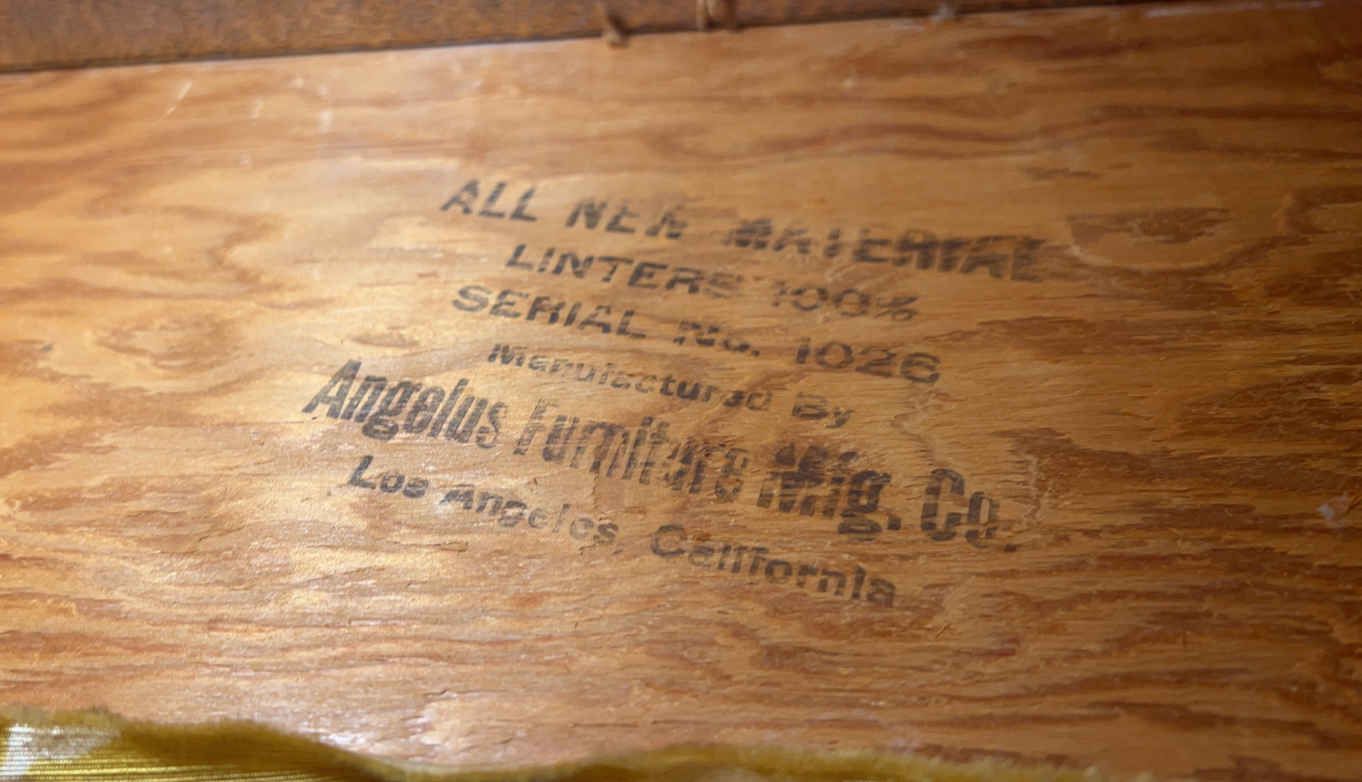 ALL NEW MATERIAL
LINTERS 100%
SERIAL No. 1026
Manufactured By
Angelus Furniture Mfg. Co.
Los Angeles, California